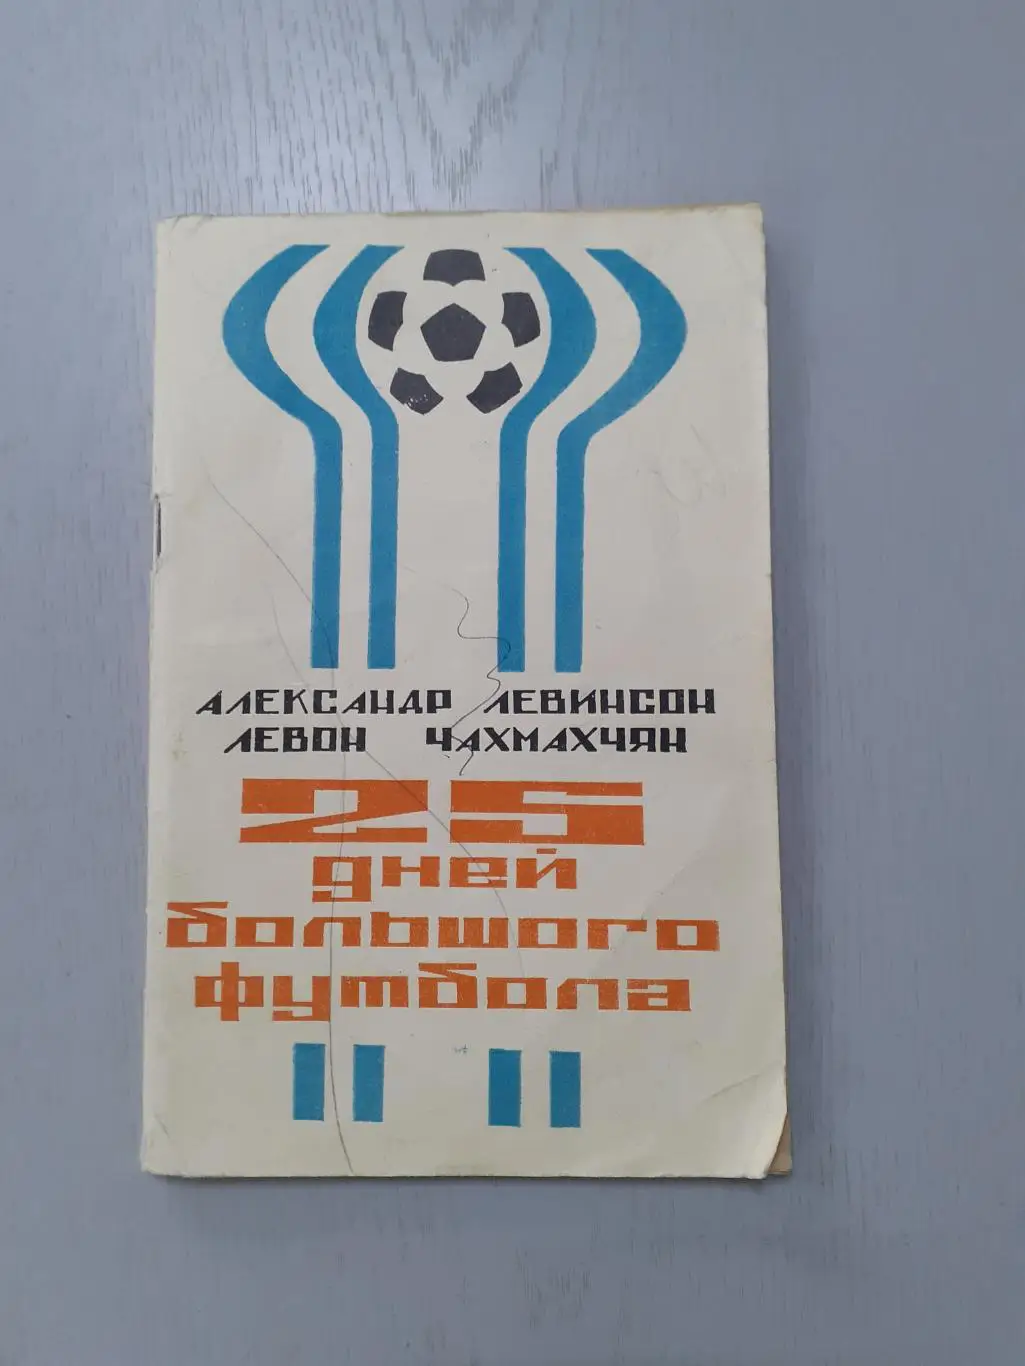 АЛЕКСАНДР ЛЕВИНСОН
ЛЕВОН ЧАХМАХЧЯН
25
дней
большого
футбола